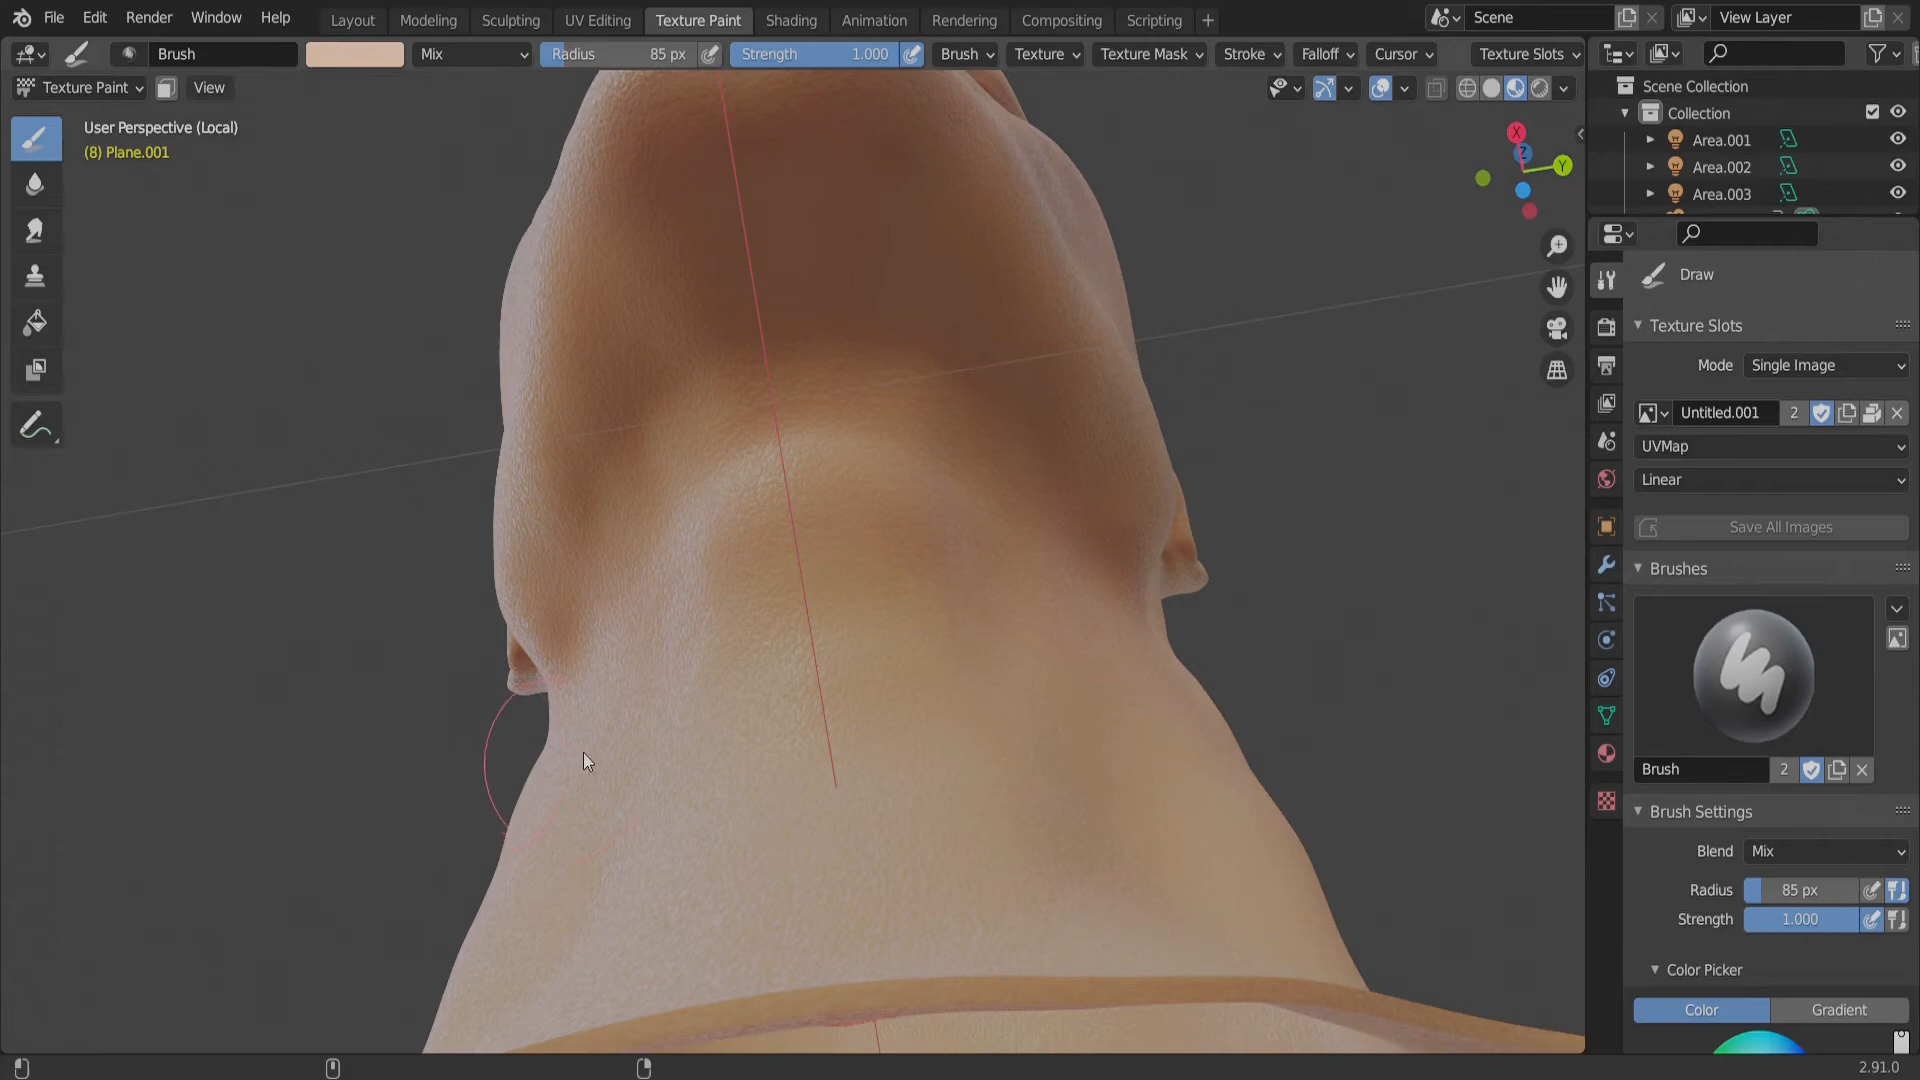 File Edit Render Window Help Layout Modeling Sculpting UV Editing Texture Paint Shading Animation Rendering Compositing Scripting + Scene View Layer
Brush Mix Radius 85 px Strength 1.000 Brush Texture Texture Mask Stroke Falloff Cursor Texture Slots
Texture Paint View
User Perspective (Local)
(8) Plane.001
X
Z
Y
Scene Collection
Collection
Area.001
Area.002
Area.003
Draw
Texture Slots
Mode Single Image
Untitled.001 2
UVMap
Linear
Save All Images
Brushes
Brush 2
Brush Settings
Blend Mix
Radius 85 px
Strength 1.000
Color Picker
Color Gradient
2.91.0